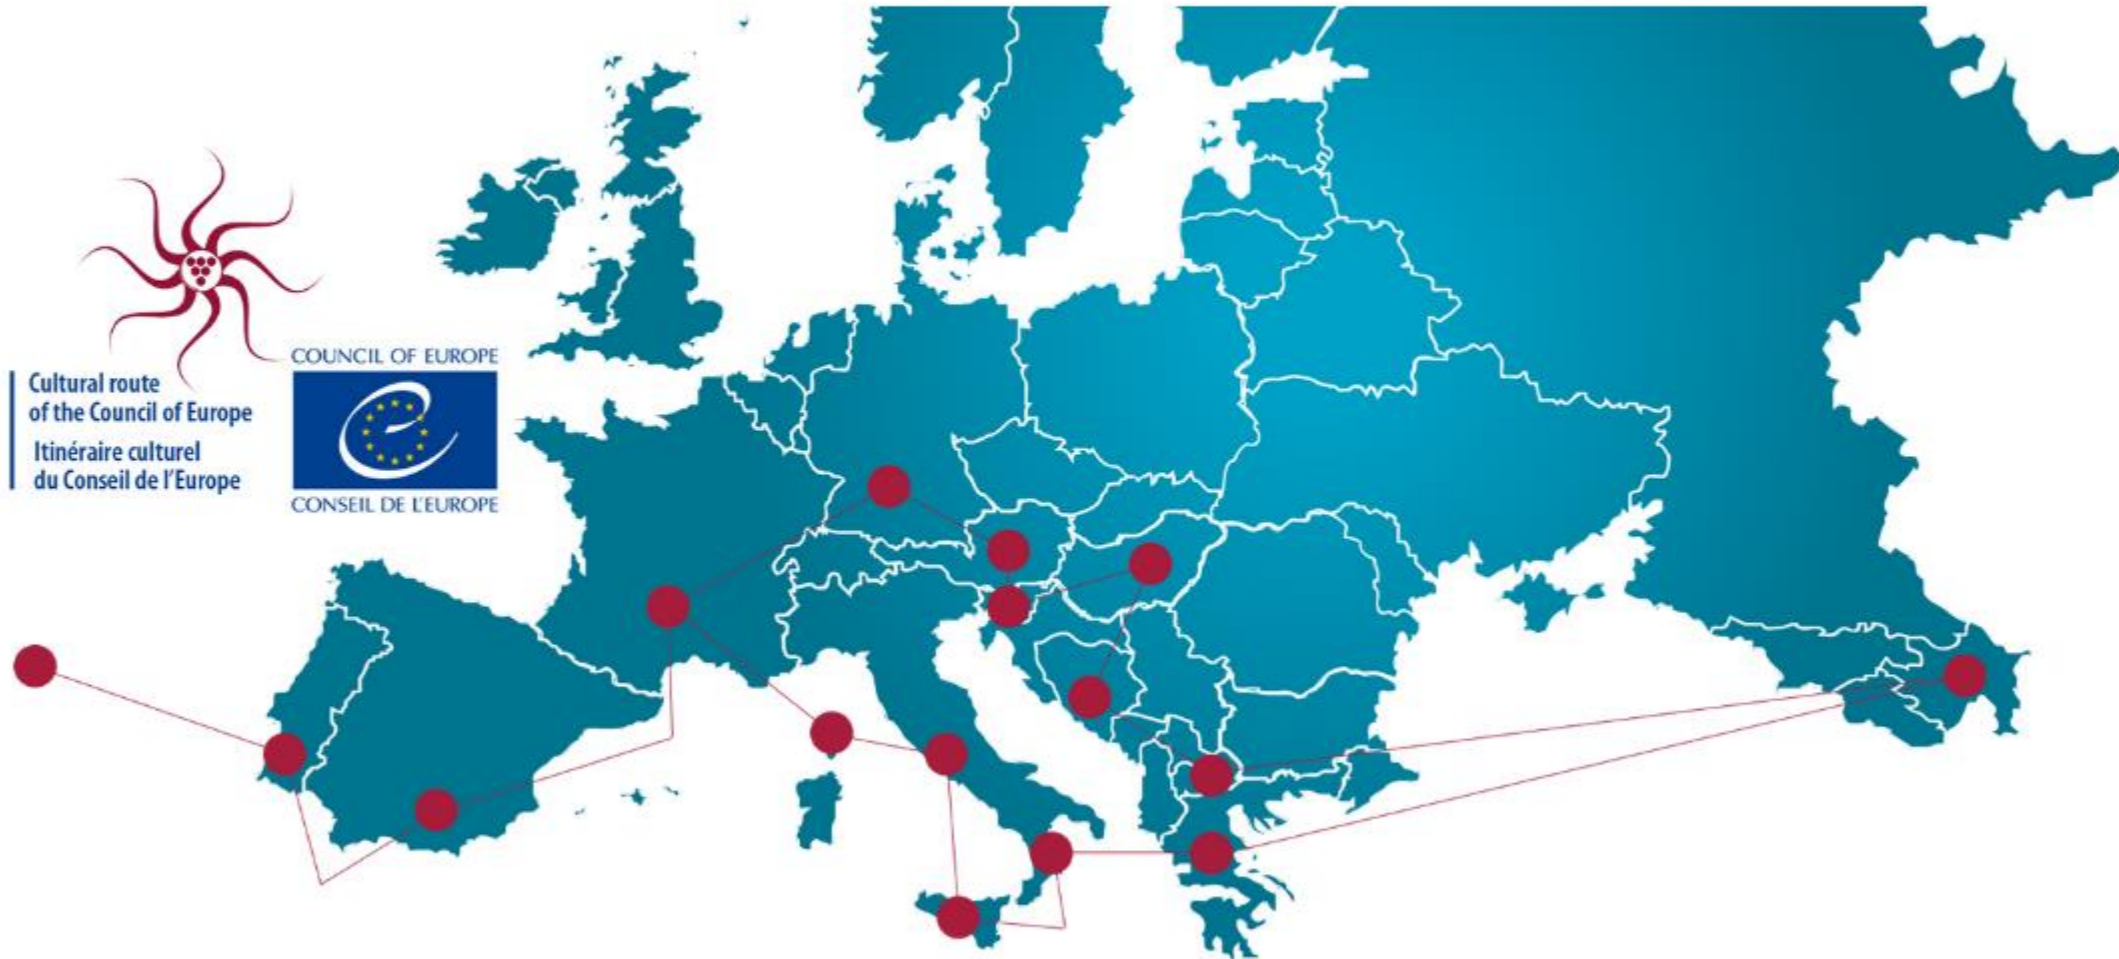 COUNCIL OF EUROPE
Cultural route
of the Council of Europe
Itinéraire culturel
du Conseil de l'Europe
CONSEIL DE L'EUROPE